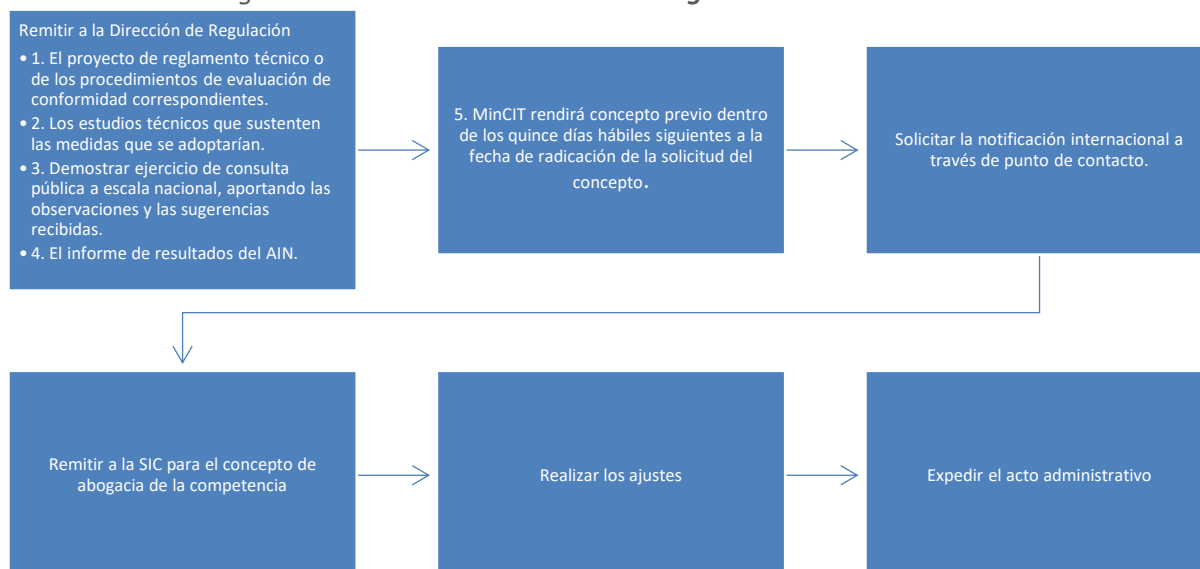 Remitir a la Dirección de Regulación
• 1. El proyecto de reglamento técnico o
de los procedimientos de evaluación de
conformidad correspondientes.
• 2. Los estudios técnicos que sustenten
las medidas que se adoptarían.
• 3. Demostrar ejercicio de consulta
pública a escala nacional, aportando las
observaciones y las sugerencias
recibidas.
• 4. El informe de resultados del AIN.
5. MinCIT rendirá concepto previo dentro
de los quince días hábiles siguientes a la
fecha de radicación de la solicitud del
concepto.
Solicitar la notificación internacional a
través de punto de contacto.
Remitir a la SIC para el concepto de
abogacia de la competencia
Realizar los ajustes
Expedir el acto administrativo